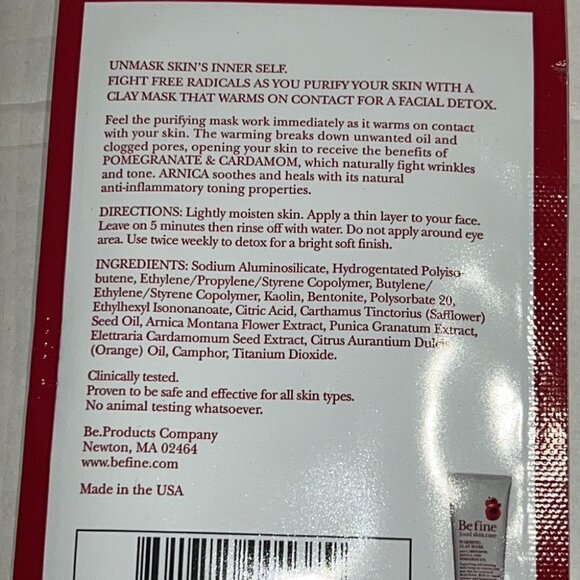 UNMASK SKIN'S INNER SELF.
FIGHT FREE RADICALS AS YOU PURIFY YOUR SKIN WITH A
CLAY MASK THAT WARMS ON CONTACT FOR A FACIAL DETOX.
Feel the purifying mask work immediately as it warms on contact
with your skin. The warming breaks down unwanted oil and
clogged pores, opening your skin to receive the benefits of
POMEGRANATE & CARDAMOM, which naturally fight wrinkles
and tone. ARNICA soothes and heals with its natural
anti-inflammatory toning properties.
DIRECTIONS: Lightly moisten skin. Apply a thin layer to your face.
Leave on 5 minutes then rinse off with water. Do not apply around eye
area. Use twice weekly to detox for a bright soft finish.
INGREDIENTS: Sodium Aluminosilicate, Hydrogentated Polyiso-
butene, Ethylene/Propylene/Styrene Copolymer, Butylene/
Ethylene/Styrene Copolymer, Kaolin, Bentonite, Polysorbate 20,
Ethylhexyl Isononanoate, Citric Acid, Carthamus Tinctorius (Safflower)
Seed Oil, Arnica Montana Flower Extract, Punica Granatum Extract,
Elettraria Cardamomum Seed Extract, Citrus Aurantium Dulcis
(Orange) Oil, Camphor, Titanium Dioxide.
Clinically tested.
Proven to be safe and effective for all skin types.
No animal testing whatsoever.
Be.Products Company
Newton, MA 02464
www.befine.com
Made in the USA
Befine
food skin care
WARMING
CLAY MASK